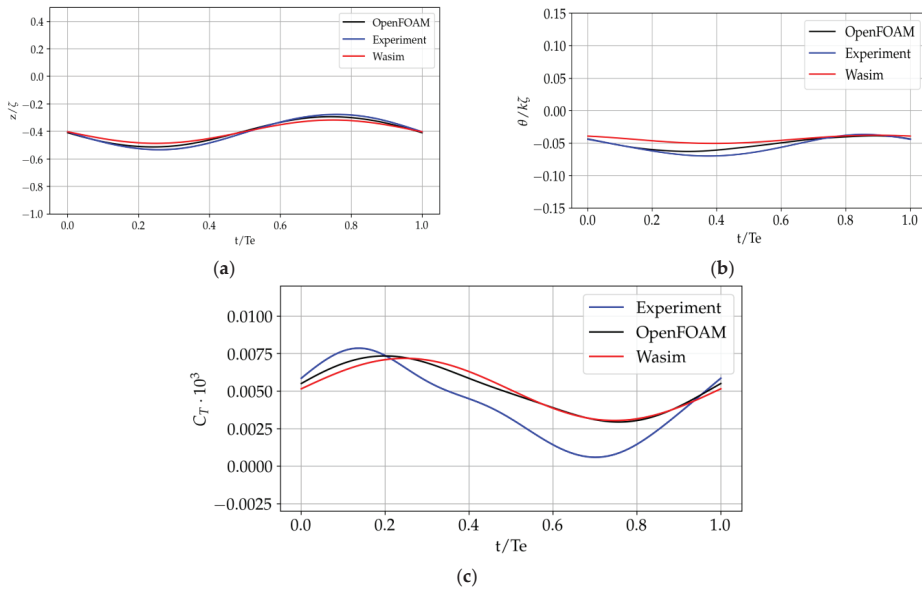 0.4
0.2
0.0
−0.2
−0.4
−0.6
−0.8
−1.0
z/ζ
OpenFOAM
Experiment
Wasim
0.0 0.2 0.4 0.6 0.8 1.0
t/Te
(a)
0.15
0.10
0.05
−0.00
−0.05
−0.10
−0.15
θ/kζ
OpenFOAM
Experiment
Wasim
0.0 0.2 0.4 0.6 0.8 1.0
t/Te
(b)
0.0100
0.0075
0.0050
0.0025
0.0000
−0.0025
C_T · 10³
Experiment
OpenFOAM
Wasim
0.0 0.2 0.4 0.6 0.8 1.0
t/Te
(c)